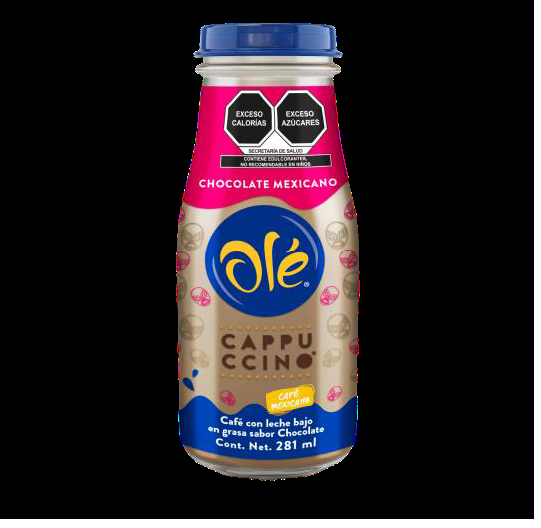 EXCESO
CALORÍAS
EXCESO
AZÚCARES
SECRETARÍA DE SALUD
CONTIENE EDULCORANTES,
NO RECOMENDABLE EN NIÑOS
CHOCOLATE MEXICANO
Olé®
CAPPU
CCINO
CAFÉ
MEXICANO
Café con leche bajo
en grasa sabor Chocolate
Cont. Net. 281 ml